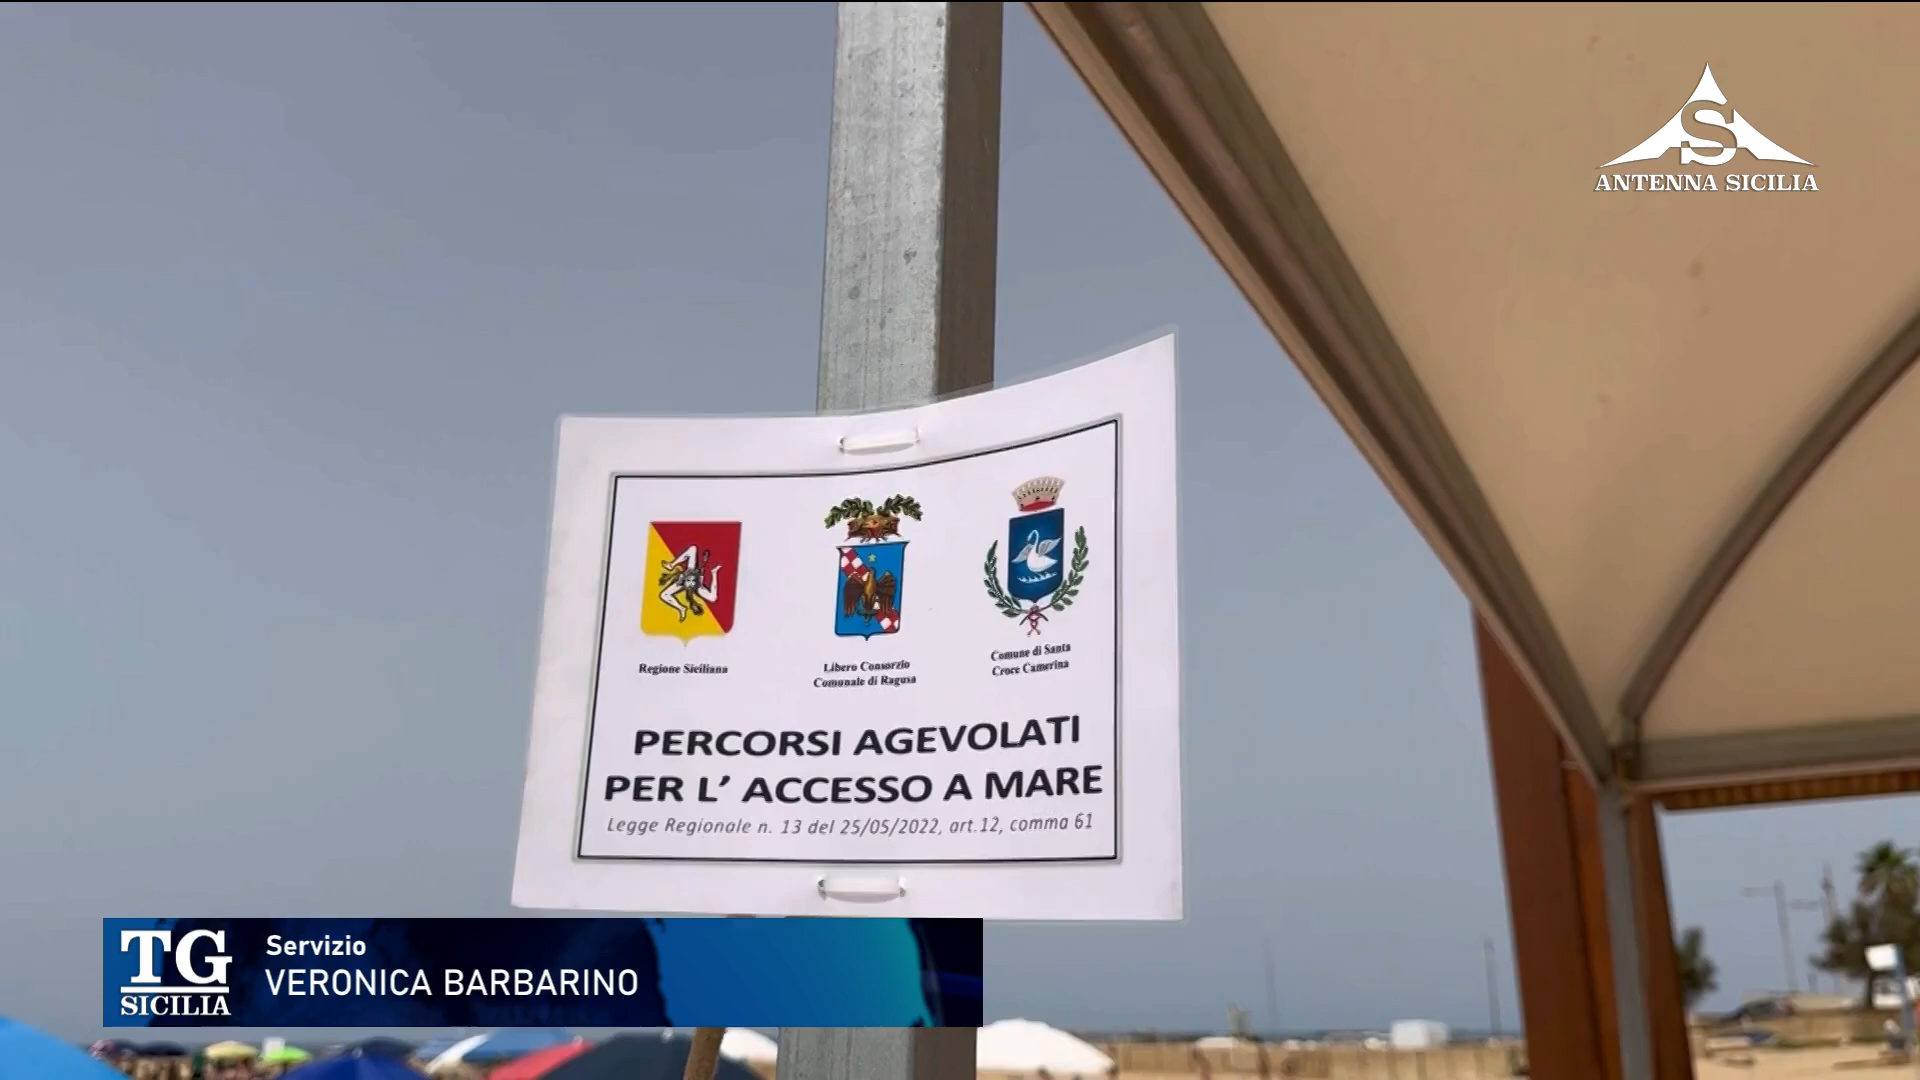 S
ANTENNA SICILIA
Regione Siciliana
Libero Consorzio
Comunale di Ragusa
Comune di Santa
Croce Camerina
PERCORSI AGEVOLATI
PER L’ ACCESSO A MARE
Legge Regionale n. 13 del 25/05/2022, art.12, comma 61
TG
SICILIA
Servizio
VERONICA BARBARINO